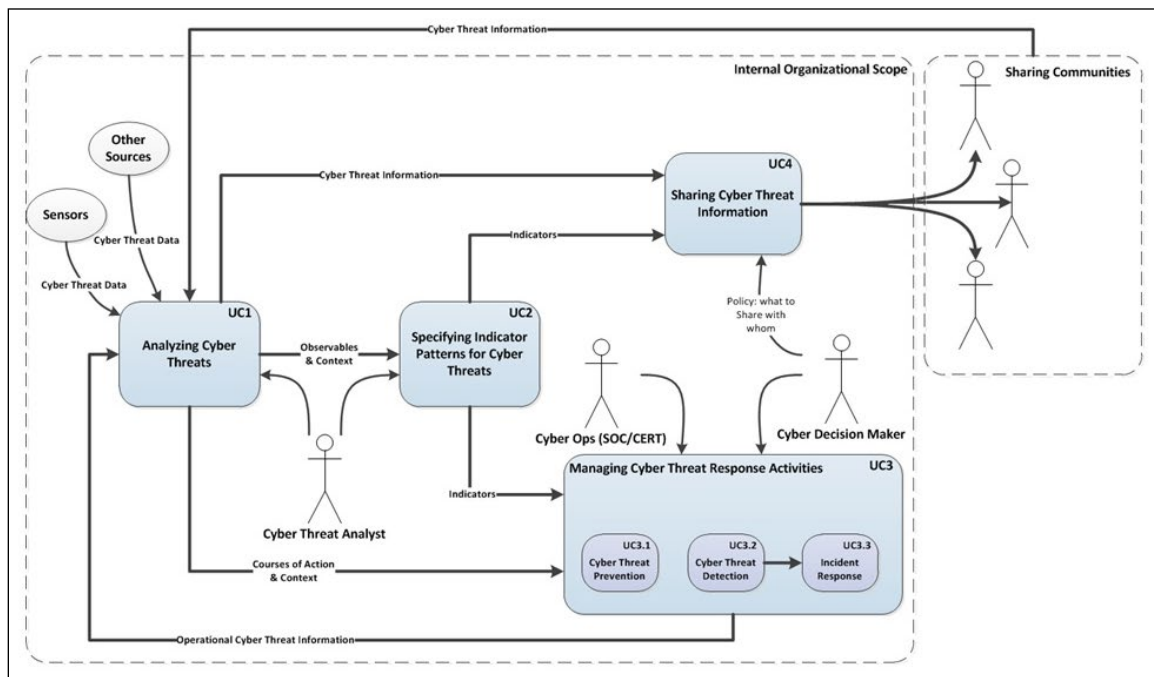 Cyber Threat Information
Internal Organizational Scope
Sharing Communities
Other
Sources
Sensors
Cyber Threat Data
Cyber Threat Data
Cyber Threat Information
UC4
Sharing Cyber Threat
Information
Indicators
Policy: what to
Share with
whom
UC1
Analyzing Cyber
Threats
Observables
& Context
UC2
Specifying Indicator
Patterns for Cyber
Threats
Cyber Threat Analyst
Cyber Ops (SOC/CERT)
Cyber Decision Maker
Indicators
Managing Cyber Threat Response Activities
UC3
UC3.1
Cyber Threat
Prevention
UC3.2
Cyber Threat
Detection
UC3.3
Incident
Response
Courses of Action
& Context
Operational Cyber Threat Information